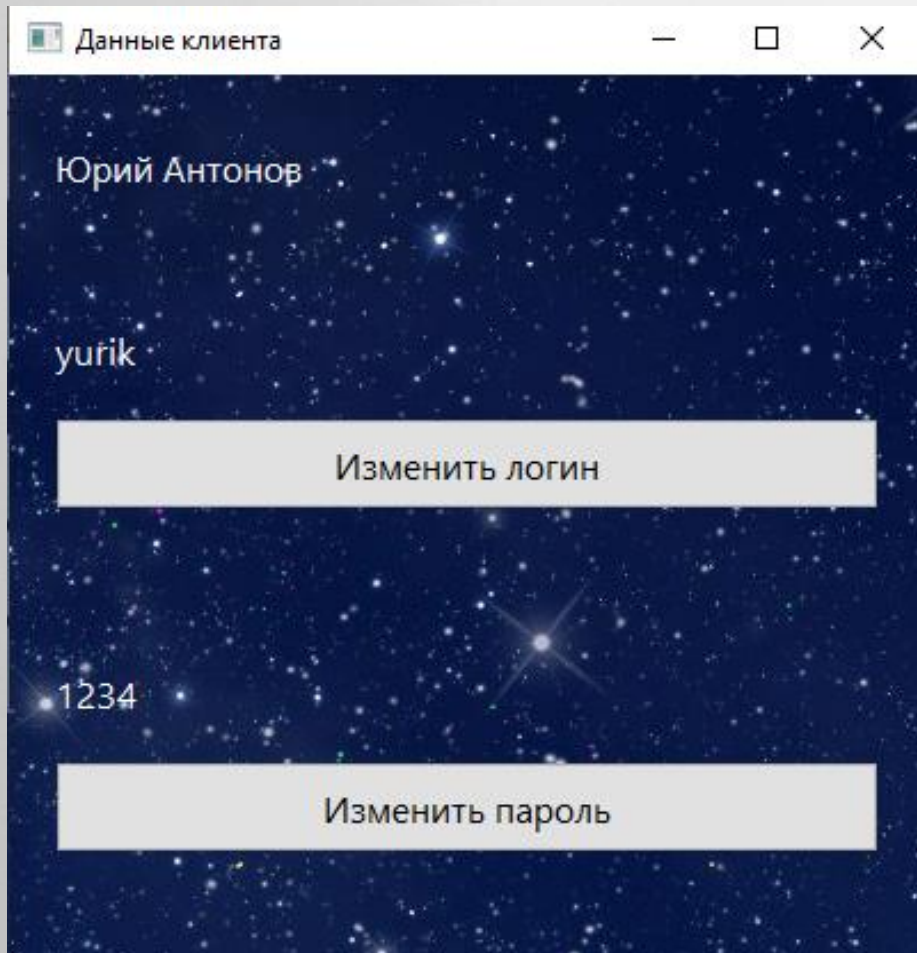 Данные клиента
Юрий Антонов
yurik
Изменить логин
1234
Изменить пароль